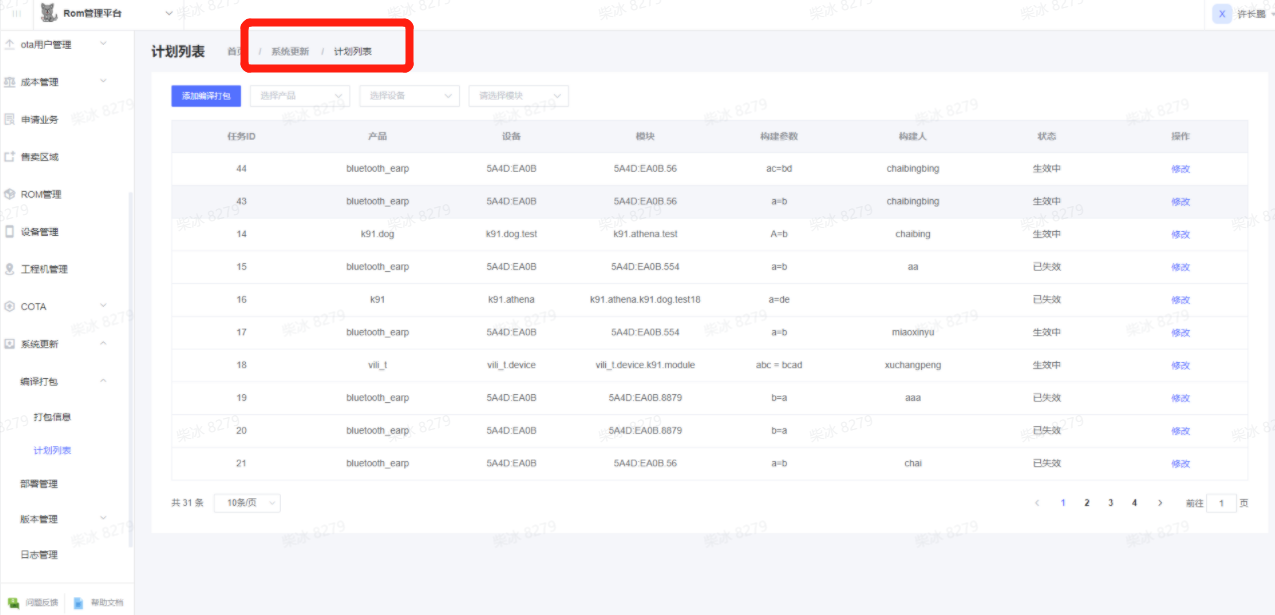 Rom管理平台
X 许长鹏
ota用户管理
成本管理
申请业务
售卖区域
ROM管理
设备管理
工程机管理
COTA
系统更新
编译打包
打包信息
计划列表
部署管理
版本管理
日志管理
问题反馈 帮助文档
计划列表 首页 / 系统更新 / 计划列表
添加编译打包 选择产品 选择设备 请选择模块
任务ID 产品 设备 模块 构建参数 构建人 状态 操作
44 bluetooth_earp 5A4D:EA0B 5A4D:EA0B.56 ac=bd chaibingbing 生效中 修改
43 bluetooth_earp 5A4D:EA0B 5A4D:EA0B.56 a=b chaibingbing 生效中 修改
14 k91.dog k91.dog.test k91.athena.test A=b chaibing 生效中 修改
15 bluetooth_earp 5A4D:EA0B 5A4D:EA0B.554 a=b aa 已失效 修改
16 k91 k91.athena k91.athena.k91.dog.test18 a=de 已失效 修改
17 bluetooth_earp 5A4D:EA0B 5A4D:EA0B.554 a=b miaoxinyu 生效中 修改
18 vili_t vili_t.device vili_t.device.k91.module abc = bcad xuchangpeng 生效中 修改
19 bluetooth_earp 5A4D:EA0B 5A4D:EA0B.8879 b=a aaa 已失效 修改
20 bluetooth_earp 5A4D:EA0B 5A4D:EA0B.8879 b=a 已失效 修改
21 bluetooth_earp 5A4D:EA0B 5A4D:EA0B.56 a=b chai 已失效 修改
共 31 条 10条/页 1 2 3 4 前往 1 页
柴冰 8279